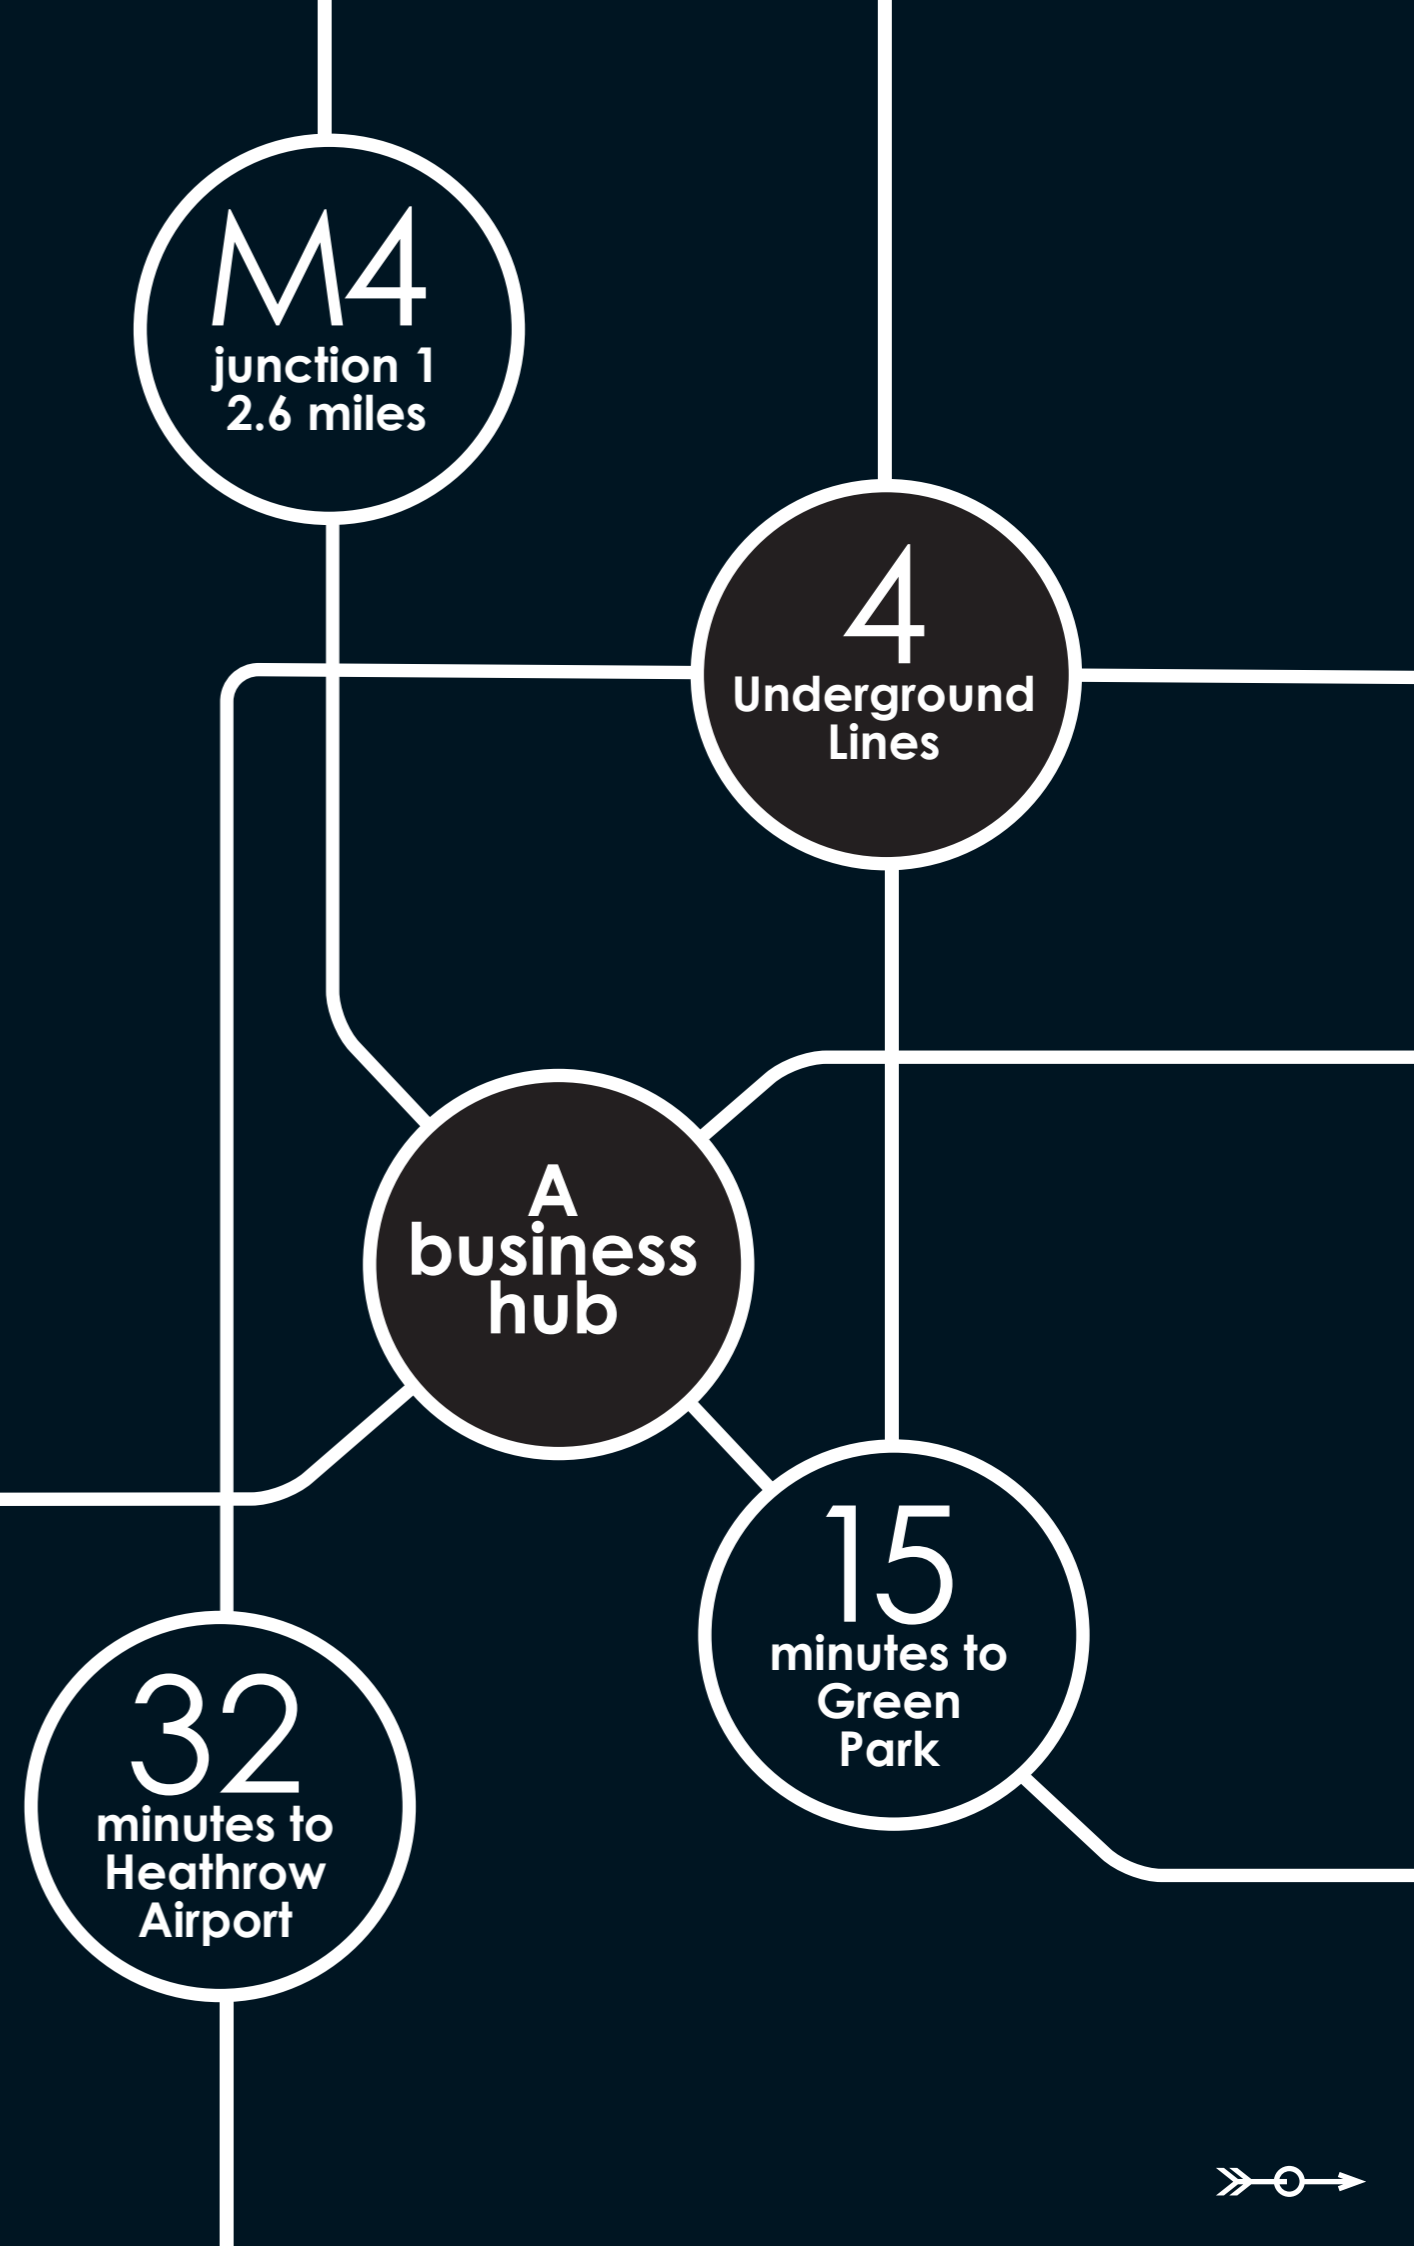 M4
junction 1
2.6 miles
4
Underground
Lines
A
business
hub
15
minutes to
Green
Park
32
minutes to
Heathrow
Airport